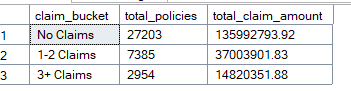 claim_bucket total_policies total_claim_amount
1 No Claims 27203 135992793.92
2 1-2 Claims 7385 37003901.83
3 3+ Claims 2954 14820351.88